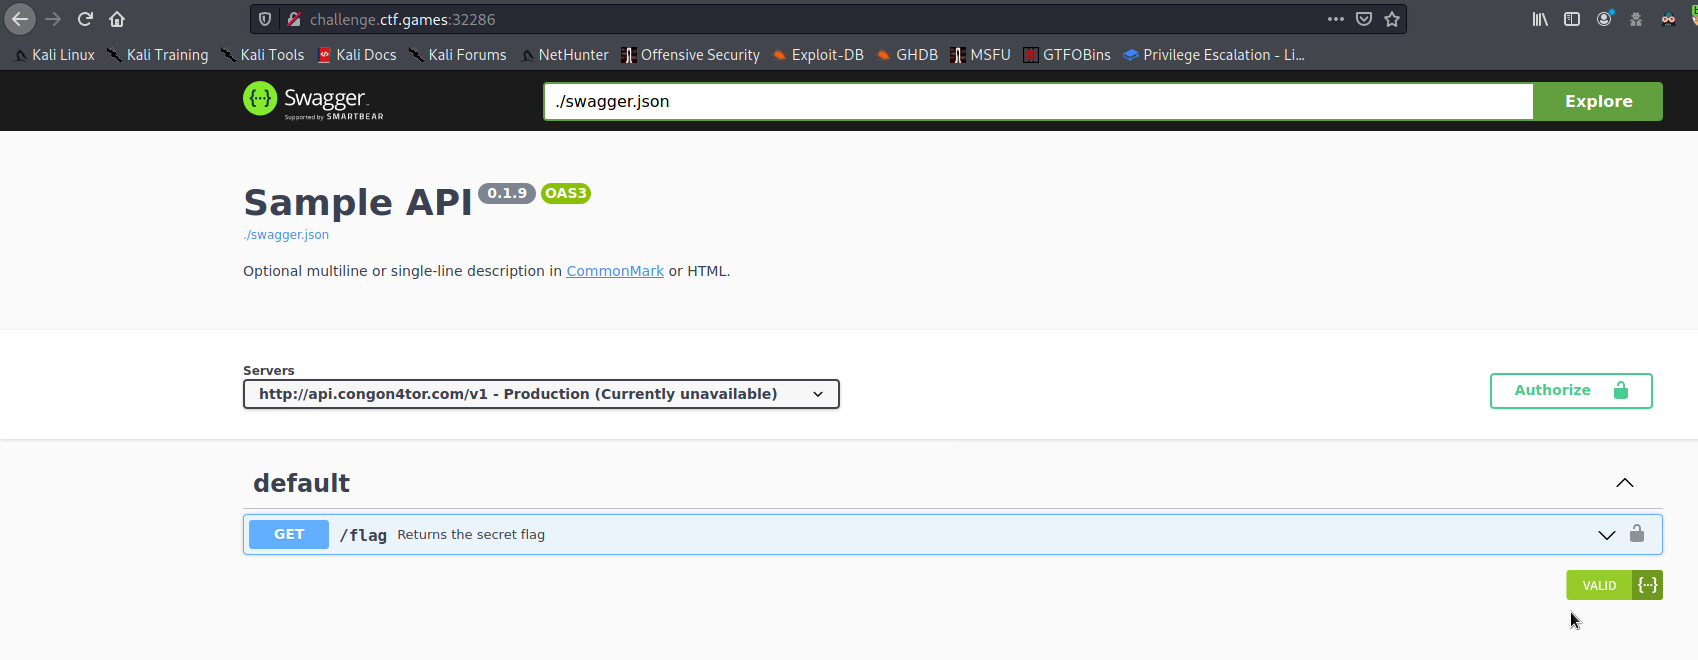 challenge.ctf.games:32286
Kali Linux Kali Training Kali Tools Kali Docs Kali Forums NetHunter Offensive Security Exploit-DB GHDB MSFU GTFOBins Privilege Escalation - Li...
Swagger. ./swagger.json Explore
Supported by SMARTBEAR
Sample API 0.1.9 OAS3
./swagger.json
Optional multiline or single-line description in CommonMark or HTML.
Servers
http://api.congon4tor.com/v1 - Production (Currently unavailable) Authorize
default
GET /flag Returns the secret flag
VALID {···}